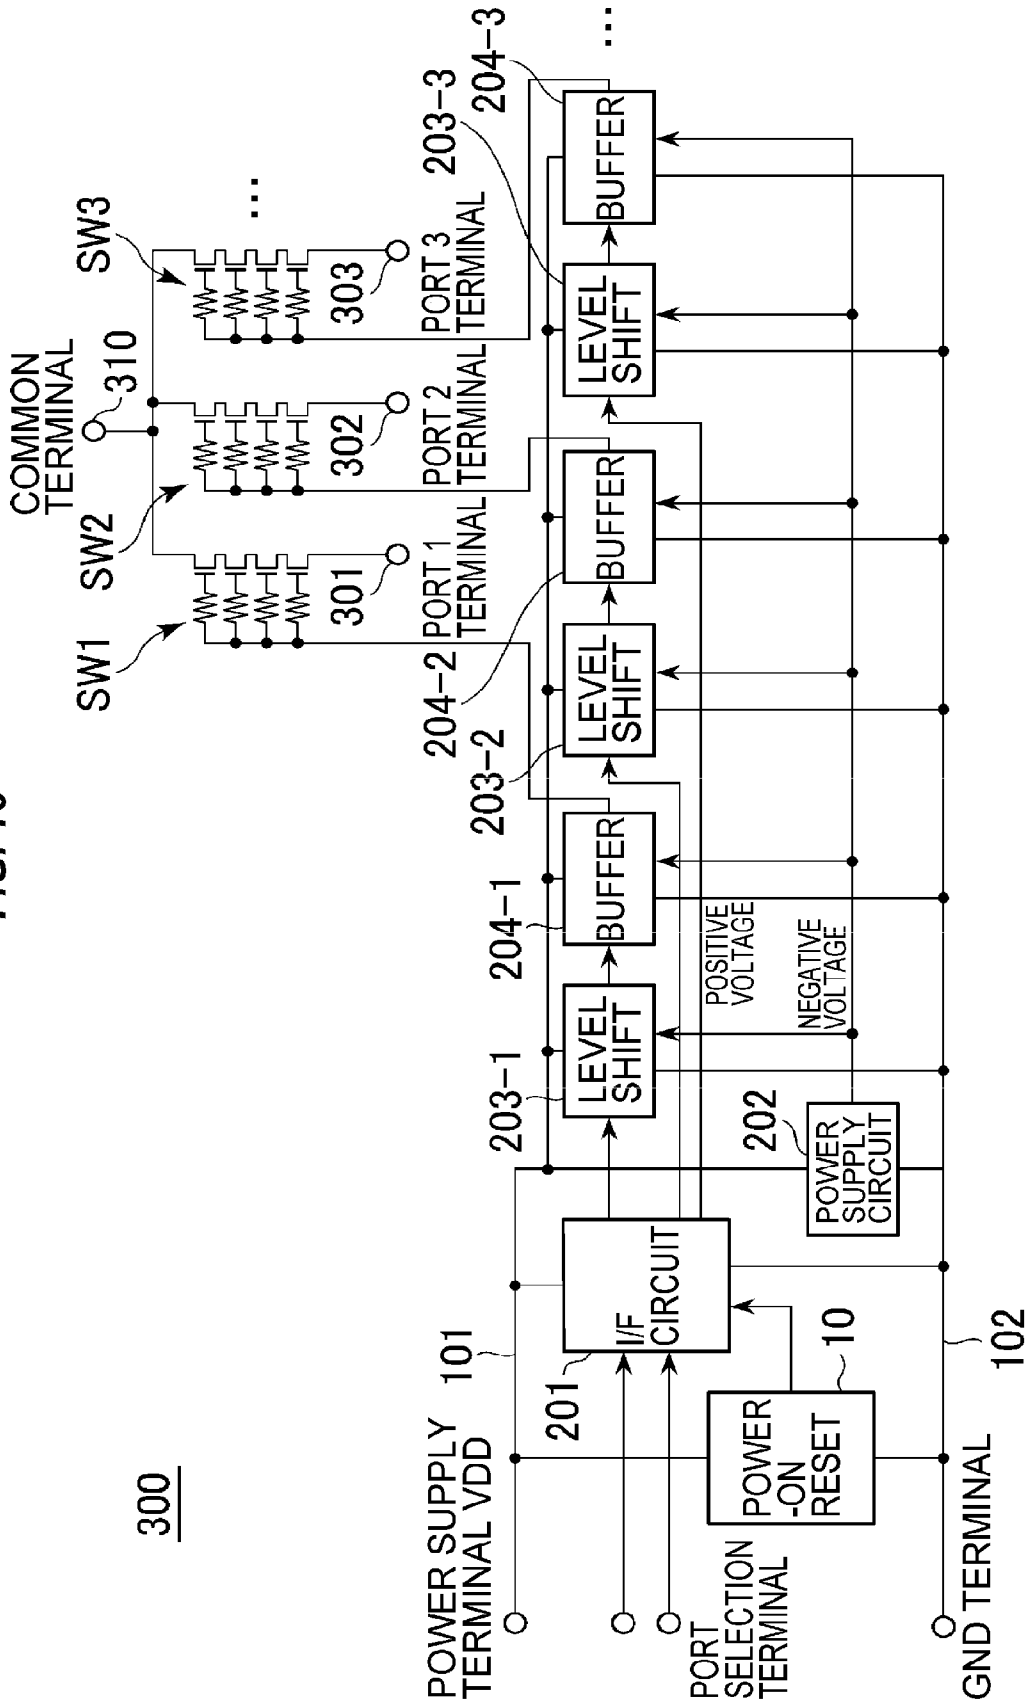 300
COMMON
TERMINAL
310
SW1
SW2
SW3
...
301
302
303
PORT 1
TERMINAL
PORT 2
TERMINAL
PORT 3
TERMINAL
POWER SUPPLY
TERMINAL VDD
101
201
I/F
CIRCUIT
203-1
LEVEL
SHIFT
204-1
BUFFER
203-2
LEVEL
SHIFT
204-2
BUFFER
203-3
LEVEL
SHIFT
204-3
BUFFER
...
POSITIVE
VOLTAGE
NEGATIVE
VOLTAGE
PORT
SELECTION
TERMINAL
POWER
-ON
RESET
10
202
POWER
SUPPLY
CIRCUIT
GND TERMINAL
102